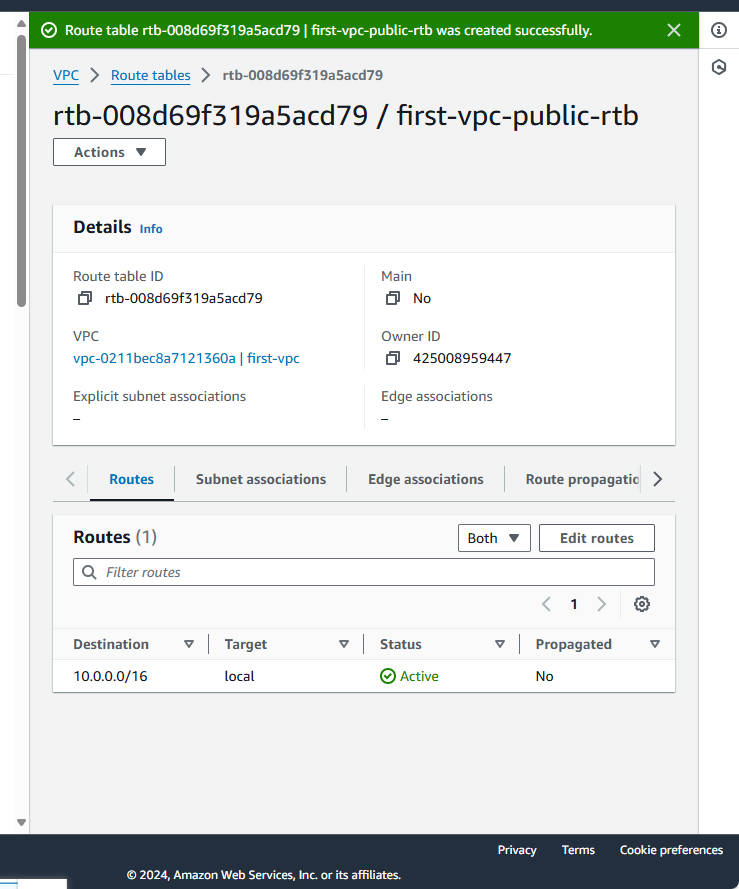 Route table rtb-008d69f319a5acd79 | first-vpc-public-rtb was created successfully.
VPC > Route tables > rtb-008d69f319a5acd79
rtb-008d69f319a5acd79 / first-vpc-public-rtb
Actions
Details Info
Route table ID
rtb-008d69f319a5acd79
Main
No
VPC
vpc-0211bec8a7121360a | first-vpc
Owner ID
425008959447
Explicit subnet associations
–
Edge associations
–
Routes Subnet associations Edge associations Route propagatio
Routes (1) Both Edit routes
Filter routes
1
Destination Target Status Propagated
10.0.0.0/16 local Active No
Privacy Terms Cookie preferences
© 2024, Amazon Web Services, Inc. or its affiliates.